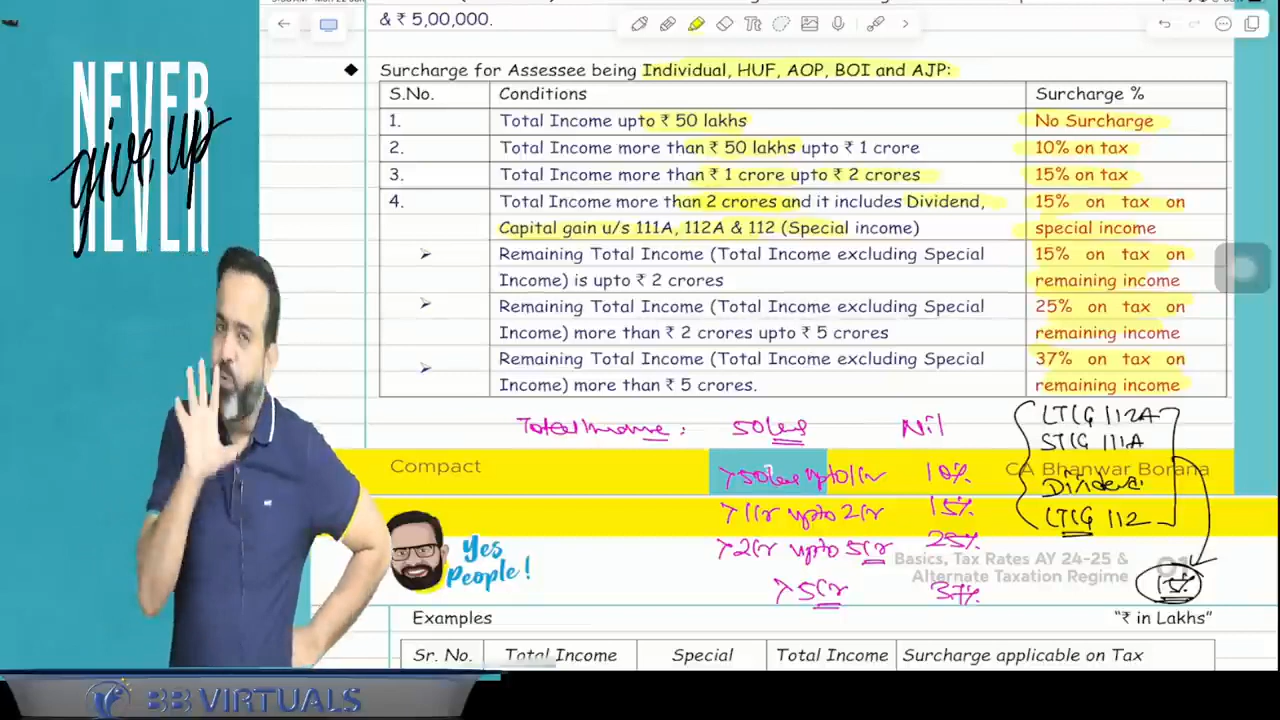 & ₹ 5,00,000.
NEVER
give up
NEVER
◆ Surcharge for Assessee being Individual, HUF, AOP, BOI and AJP:
S.No. Conditions Surcharge %
1. Total Income upto ₹ 50 lakhs No Surcharge
2. Total Income more than ₹ 50 lakhs upto ₹ 1 crore 10% on tax
3. Total Income more than ₹ 1 crore upto ₹ 2 crores 15% on tax
4. Total Income more than 2 crores and it includes Dividend, 15% on tax on
Capital gain u/s 111A, 112A & 112 (Special income) special income
Remaining Total Income (Total Income excluding Special 15% on tax on
Income) is upto ₹ 2 crores remaining income
Remaining Total Income (Total Income excluding Special 25% on tax on
Income) more than ₹ 2 crores upto ₹ 5 crores remaining income
Remaining Total Income (Total Income excluding Special 37% on tax on
Income) more than ₹ 5 crores. remaining income
Total Income : 50 lacs Nil
>50 lacs upto 1 Cr 10%
>1 Cr upto 2 Cr 15%
>2 Cr upto 5 Cr 25%
>5 Cr 37%
LTCG 112A
STCG 111A
Dividend
LTCG 112
15%
Compact CA Bhanwar Borana
Yes
People!
Basics, Tax Rates AY 24-25 &
Alternate Taxation Regime
01
Examples "₹ in Lakhs"
Sr. No. Total Income Special Total Income Surcharge applicable on Tax
BB VIRTUALS